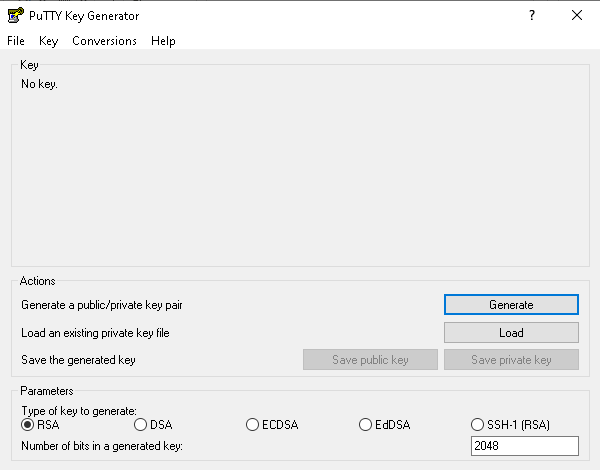 PuTTY Key Generator ?
File Key Conversions Help
Key
No key.
Actions
Generate a public/private key pair Generate
Load an existing private key file Load
Save the generated key Save public key Save private key
Parameters
Type of key to generate:
RSA DSA ECDSA EdDSA SSH-1 (RSA)
Number of bits in a generated key: 2048